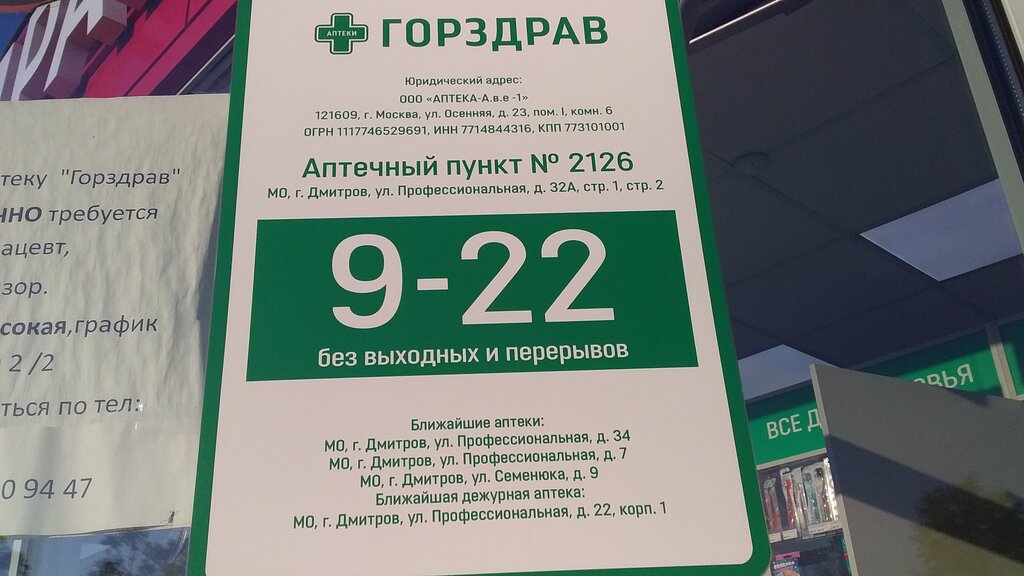 АПТЕКИ
ГОРЗДРАВ
Юридический адрес:
ООО «АПТЕКА-А.в.е -1»
121609, г. Москва, ул. Осенняя, д. 23, пом. I, комн. 6
ОГРН 1117746529691, ИНН 7714844316, КПП 773101001
Аптечный пункт № 2126
МО, г. Дмитров, ул. Профессиональная, д. 32А, стр. 1, стр. 2
9-22
без выходных и перерывов
Ближайшие аптеки:
МО, г. Дмитров, ул. Профессиональная, д. 34
МО, г. Дмитров, ул. Профессиональная, д. 7
МО, г. Дмитров, ул. Семенюка, д. 9
Ближайшая дежурная аптека:
МО, г. Дмитров, ул. Профессиональная, д. 22, корп. 1
теку "Горздрав"
ЧНО требуется
ацевт,
зор.
сокая,график
2 /2
ться по тел:
0 94 47
ВСЕ Д
ОВЬЯ